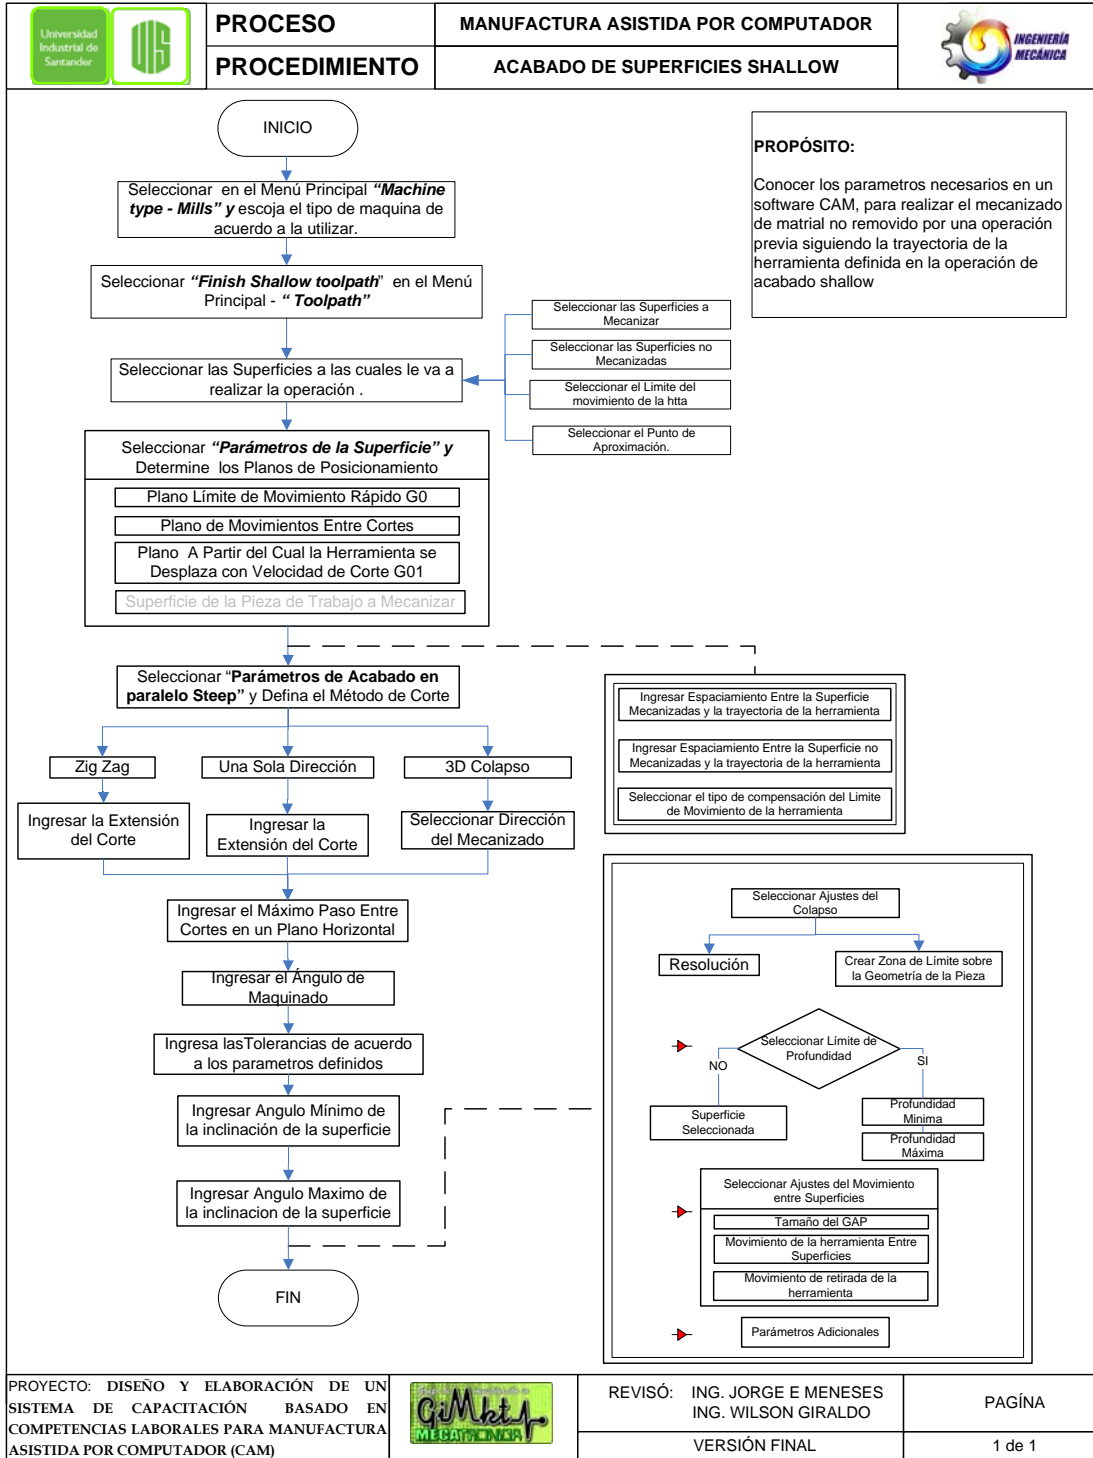 Universidad
Industrial de
Santander
UIS
PROCESO
MANUFACTURA ASISTIDA POR COMPUTADOR
PROCEDIMIENTO
ACABADO DE SUPERFICIES SHALLOW
INGENIERÍA
MECÁNICA
INICIO
PROPÓSITO:
Conocer los parametros necesarios en un
software CAM, para realizar el mecanizado
de matrial no removido por una operación
previa siguiendo la trayectoria de la
herramienta definida en la operación de
acabado shallow
Seleccionar en el Menú Principal “Machine
type - Mills” y escoja el tipo de maquina de
acuerdo a la utilizar.
Seleccionar “Finish Shallow toolpath” en el Menú
Principal - “ Toolpath”
Seleccionar las Superficies a
Mecanizar
Seleccionar las Superficies no
Mecanizadas
Seleccionar el Limite del
movimiento de la htta
Seleccionar el Punto de
Aproximación.
Seleccionar las Superficies a las cuales le va a
realizar la operación .
Seleccionar “Parámetros de la Superficie” y
Determine los Planos de Posicionamiento
Plano Límite de Movimiento Rápido G0
Plano de Movimientos Entre Cortes
Plano A Partir del Cual la Herramienta se
Desplaza con Velocidad de Corte G01
Superficie de la Pieza de Trabajo a Mecanizar
Seleccionar “Parámetros de Acabado en
paralelo Steep” y Defina el Método de Corte
Ingresar Espaciamiento Entre la Superficie
Mecanizadas y la trayectoria de la herramienta
Ingresar Espaciamiento Entre la Superficie no
Mecanizadas y la trayectoria de la herramienta
Seleccionar el tipo de compensación del Limite
de Movimiento de la herramienta
Zig Zag
Una Sola Dirección
3D Colapso
Ingresar la Extensión
del Corte
Ingresar la
Extensión del Corte
Seleccionar Dirección
del Mecanizado
Ingresar el Máximo Paso Entre
Cortes en un Plano Horizontal
Ingresar el Ángulo de
Maquinado
Ingresa lasTolerancias de acuerdo
a los parametros definidos
Ingresar Angulo Mínimo de
la inclinación de la superficie
Ingresar Angulo Maximo de
la inclinacion de la superficie
FIN
Seleccionar Ajustes del
Colapso
Resolución
Crear Zona de Límite sobre
la Geometría de la Pieza
Seleccionar Límite de
Profundidad
NO
SI
Superficie
Seleccionada
Profundidad
Minima
Profundidad
Máxima
Seleccionar Ajustes del Movimiento
entre Superficies
Tamaño del GAP
Movimiento de la herramienta Entre
Superficies
Movimiento de retirada de la
herramienta
Parámetros Adicionales
PROYECTO: DISEÑO Y ELABORACIÓN DE UN
SISTEMA DE CAPACITACIÓN BASADO EN
COMPETENCIAS LABORALES PARA MANUFACTURA
ASISTIDA POR COMPUTADOR (CAM)
MEGATRONICA
REVISÓ: ING. JORGE E MENESES
ING. WILSON GIRALDO
VERSIÓN FINAL
PAGÍNA
1 de 1